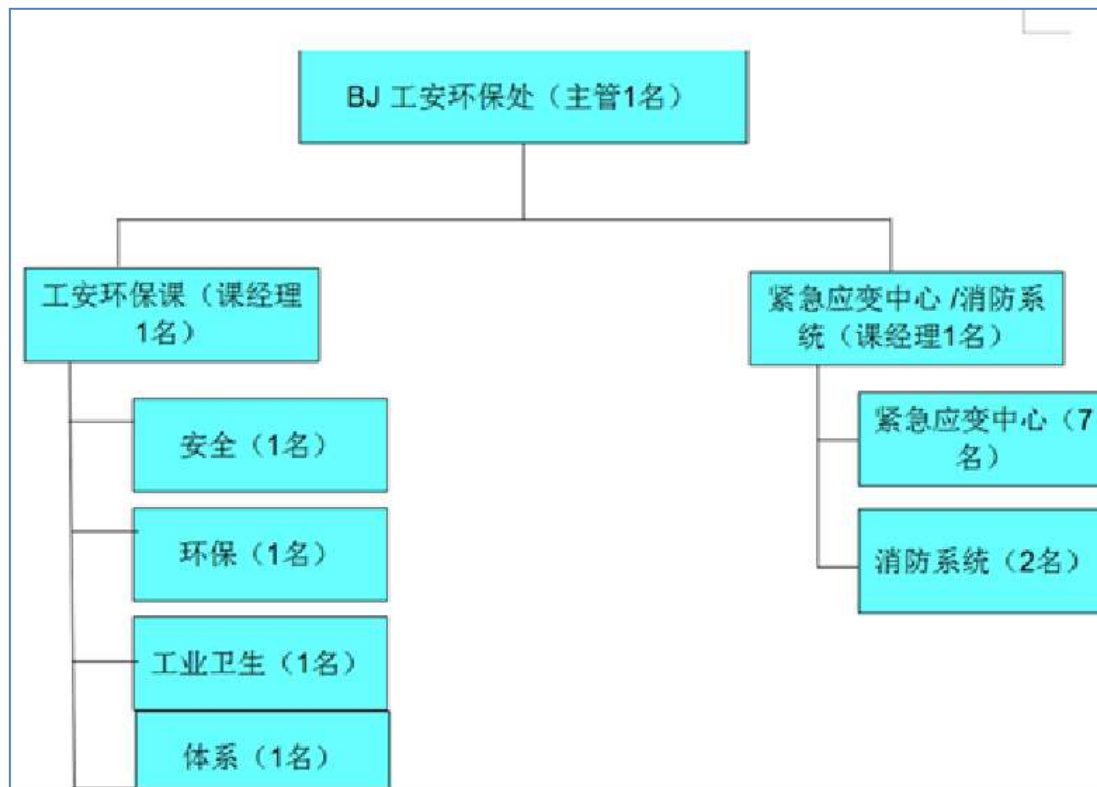 BJ 工安环保处（主管1名）
工安环保课（课经理
1名）
安全（1名）
环保（1名）
工业卫生（1名）
体系（1名）
紧急应变中心 /消防系
统（课经理1名）
紧急应变中心（7
名）
消防系统（2名）